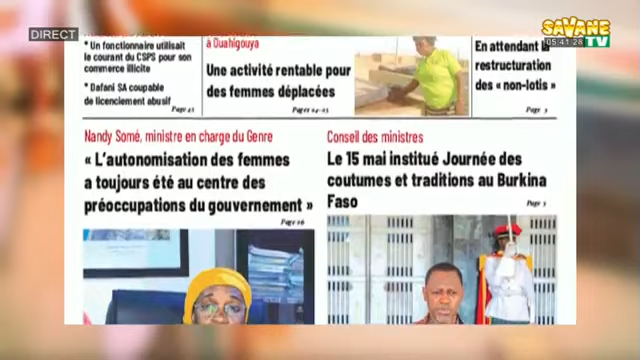 DIRECT
SAVANE
TV
05:41:28
* Un fonctionnaire utilisait
le courant du CSPS pour son
commerce illicite
* Dafani SA coupable
de licenciement abusif
Page 45
à Ouahigouya
Une activité rentable pour
des femmes déplacées
Pages 24-25
En attendant la
restructuration
des « non-lotis »
Page 3
Nandy Somé, ministre en charge du Genre
« L'autonomisation des femmes
a toujours été au centre des
préoccupations du gouvernement »
Page 26
Conseil des ministres
Le 15 mai institué Journée des
coutumes et traditions au Burkina
Faso
Page 3